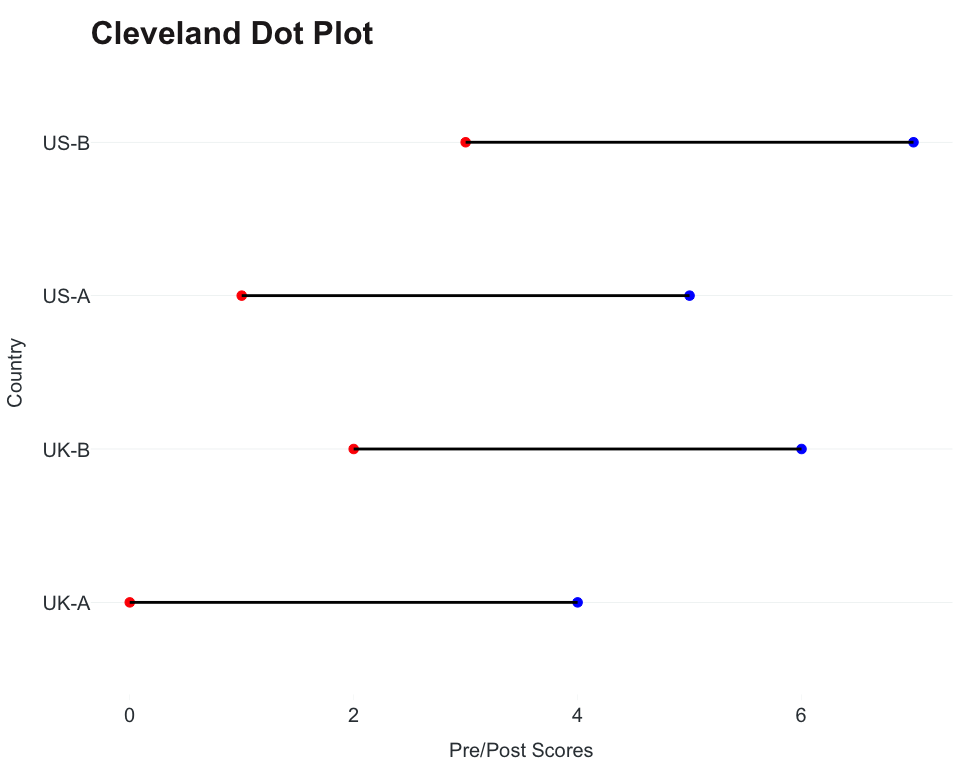 Cleveland Dot Plot
US-B
US-A
UK-B
UK-A
Country
0 2 4 6
Pre/Post Scores